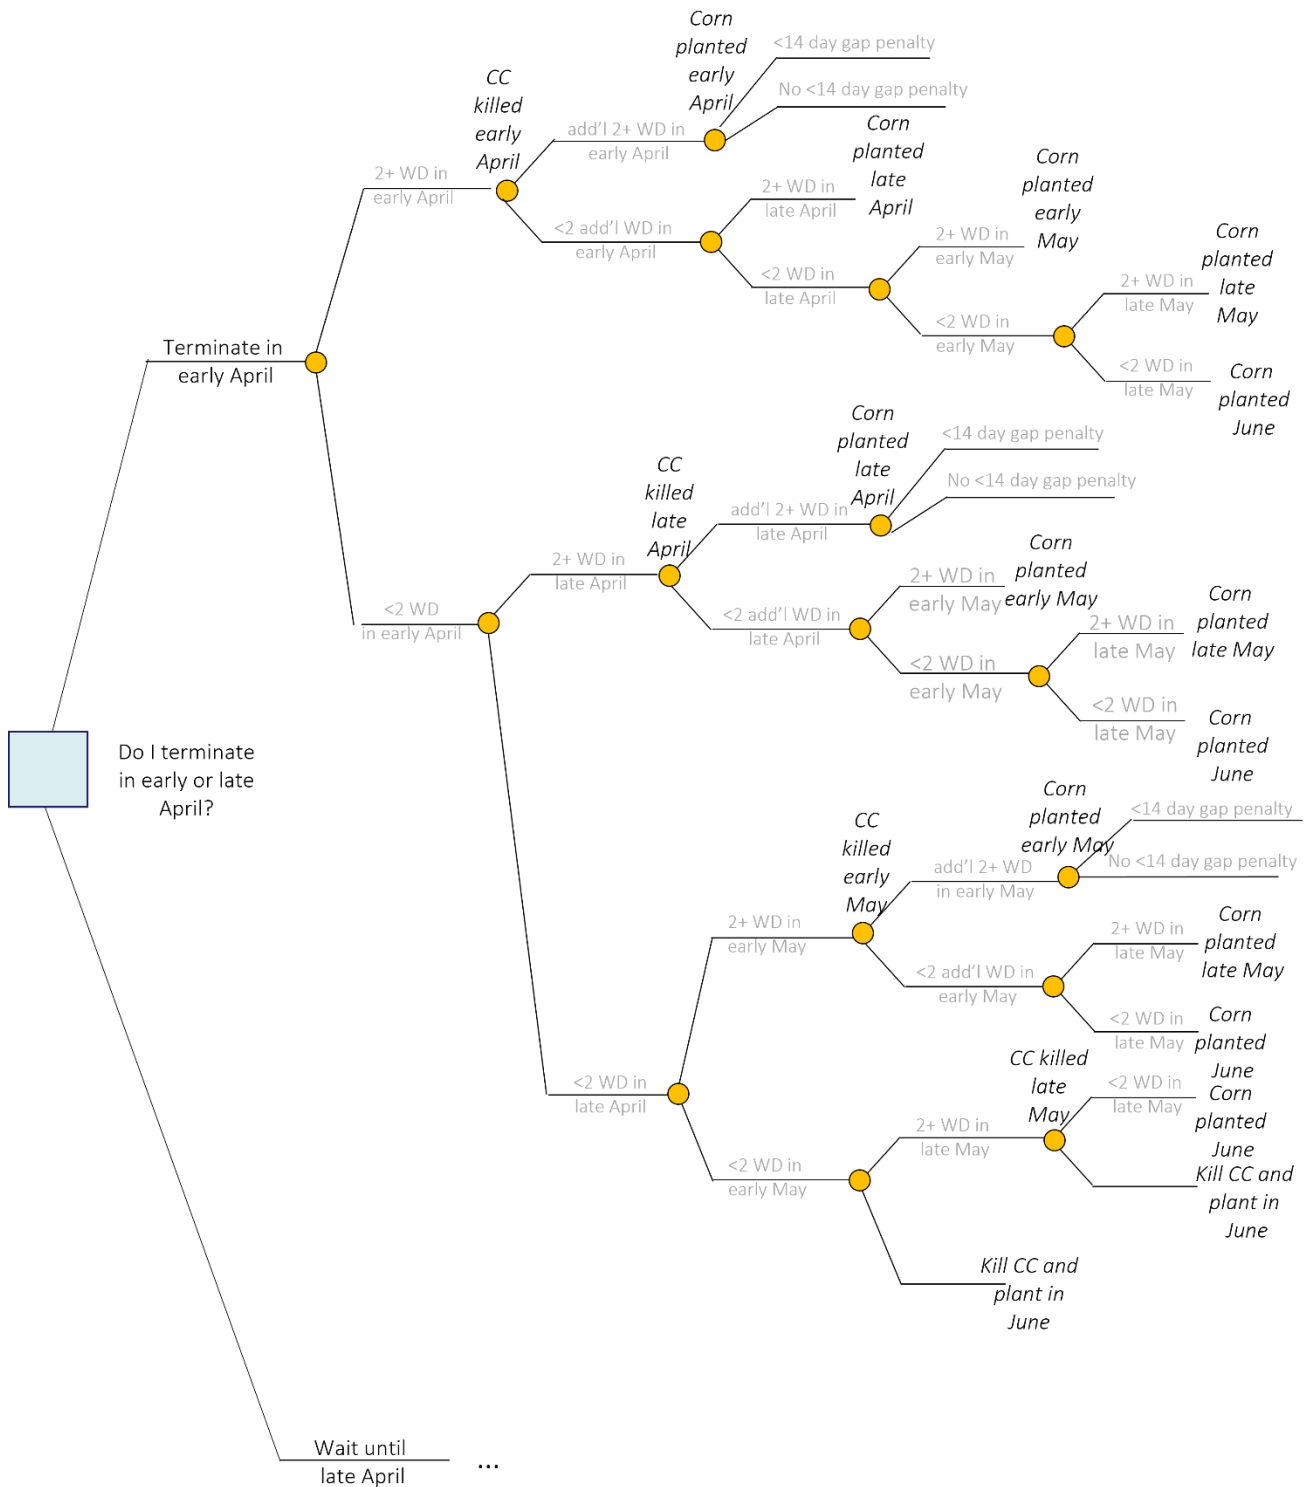 Corn
planted
early
April
<14 day gap penalty
No <14 day gap penalty
CC
killed
early
April
add'l 2+ WD in
early April
2+ WD in
early April
Corn
planted
late
April
2+ WD in
late April
<2 add'l WD in
early April
Corn
planted
early
May
2+ WD in
early May
<2 WD in
late April
Corn
planted
late
May
2+ WD in
late May
<2 WD in
early May
<2 WD in
late May
Corn
planted
June
Terminate in
early April
Corn
planted
late
April
<14 day gap penalty
No <14 day gap penalty
CC
killed
late
April
add'l 2+ WD in
late April
2+ WD in
late April
Corn
planted
early May
2+ WD in
early May
<2 WD
in early April
<2 add'l WD in
late April
Corn
planted
late May
2+ WD in
late May
<2 WD in
early May
<2 WD in
late May
Corn
planted
June
Do I terminate
in early or late
April?
Corn
planted
early May
<14 day gap penalty
No <14 day gap penalty
CC
killed
early
May
add'l 2+ WD
in early May
2+ WD in
early May
Corn
planted
late May
2+ WD in
late May
<2 add'l WD in
early May
<2 WD in
late May
Corn
planted
June
<2 WD in
late April
CC killed
late
May
<2 WD in
late May
Corn
planted
June
2+ WD in
late May
<2 WD in
early May
Kill CC and
plant in
June
Kill CC and
plant in
June
Wait until
late April
...